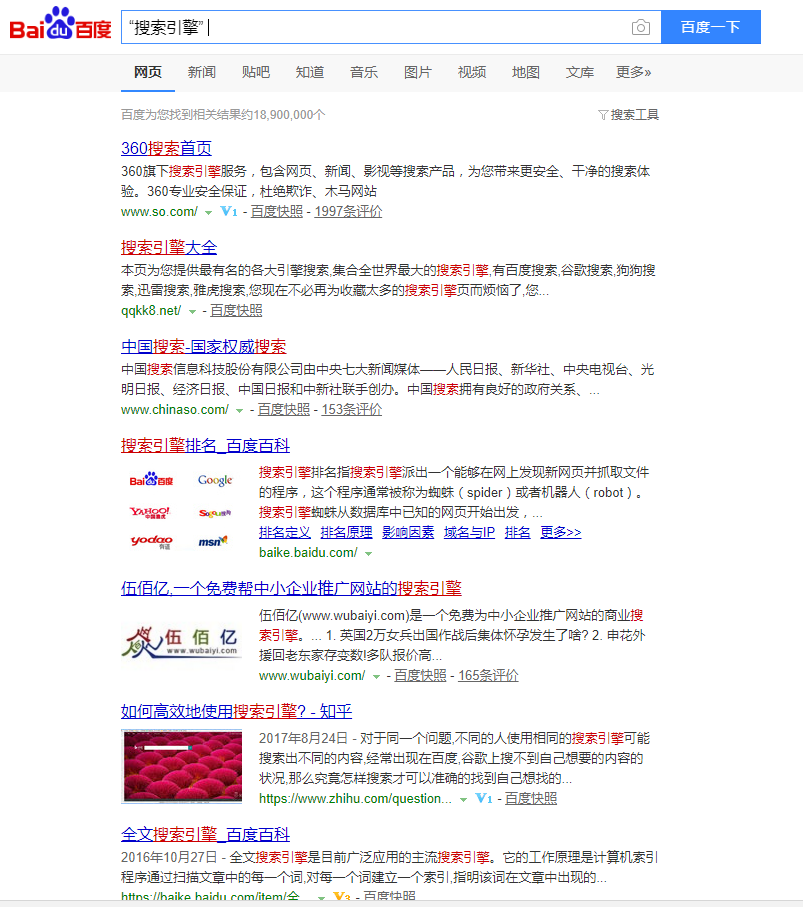 Bai du 百度
“搜索引擎”
百度一下
网页 新闻 贴吧 知道 音乐 图片 视频 地图 文库 更多»
百度为您找到相关结果约18,900,000个 搜索工具
360搜索首页
360旗下搜索引擎服务，包含网页、新闻、影视等搜索产品，为您带来更安全、干净的搜索体
验。360专业安全保证，杜绝欺诈、木马网站
www.so.com/ V1 - 百度快照 - 1997条评价
搜索引擎大全
本页为您提供最有名的各大引擎搜索,集合全世界最大的搜索引擎,有百度搜索,谷歌搜索,狗狗搜
索,迅雷搜索,雅虎搜索,您现在不必再为收藏太多的搜索引擎页而烦恼了,您...
qqkk8.net/ - 百度快照
中国搜索-国家权威搜索
中国搜索信息科技股份有限公司由中央七大新闻媒体——人民日报、新华社、中央电视台、光
明日报、经济日报、中国日报和中新社联手创办。中国搜索拥有良好的政府关系、...
www.chinaso.com/ - 百度快照 - 153条评价
搜索引擎排名_百度百科
Bai du 百度 Google
YAHOO! 中国雅虎
yodao 有道 msn
搜索引擎排名指搜索引擎派出一个能够在网上发现新网页并抓取文件
的程序，这个程序通常被称为蜘蛛（spider）或者机器人（robot）。
搜索引擎蜘蛛从数据库中已知的网页开始出发，...
排名定义 排名原理 影响因素 域名与IP 排名 更多>>
baike.baidu.com/
伍佰亿,一个免费帮中小企业推广网站的搜索引擎
伍 佰 亿
www.wubaiyi.com
伍佰亿(www.wubaiyi.com)是一个免费为中小企业推广网站的商业搜
索引擎。... 1. 英国2万女兵出国作战后集体怀孕发生了啥? 2. 申花外
援回老东家存变数!多队报价高...
www.wubaiyi.com/ - 百度快照 - 165条评价
如何高效地使用搜索引擎? - 知乎
2017年8月24日 - 对于同一个问题,不同的人使用相同的搜索引擎可能
搜索出不同的内容,经常出现在百度,谷歌上搜不到自己想要的内容的
状况,那么究竟怎样搜索才可以准确的找到自己想找的...
https://www.zhihu.com/question... V1 - 百度快照
全文搜索引擎_百度百科
2016年10月27日 - 全文搜索引擎是目前广泛应用的主流搜索引擎。它的工作原理是计算机索引
程序通过扫描文章中的每一个词,对每一个词建立一个索引,指明该词在文章中出现的...
https://baike.baidu.com/item/全... V3 - 百度快照